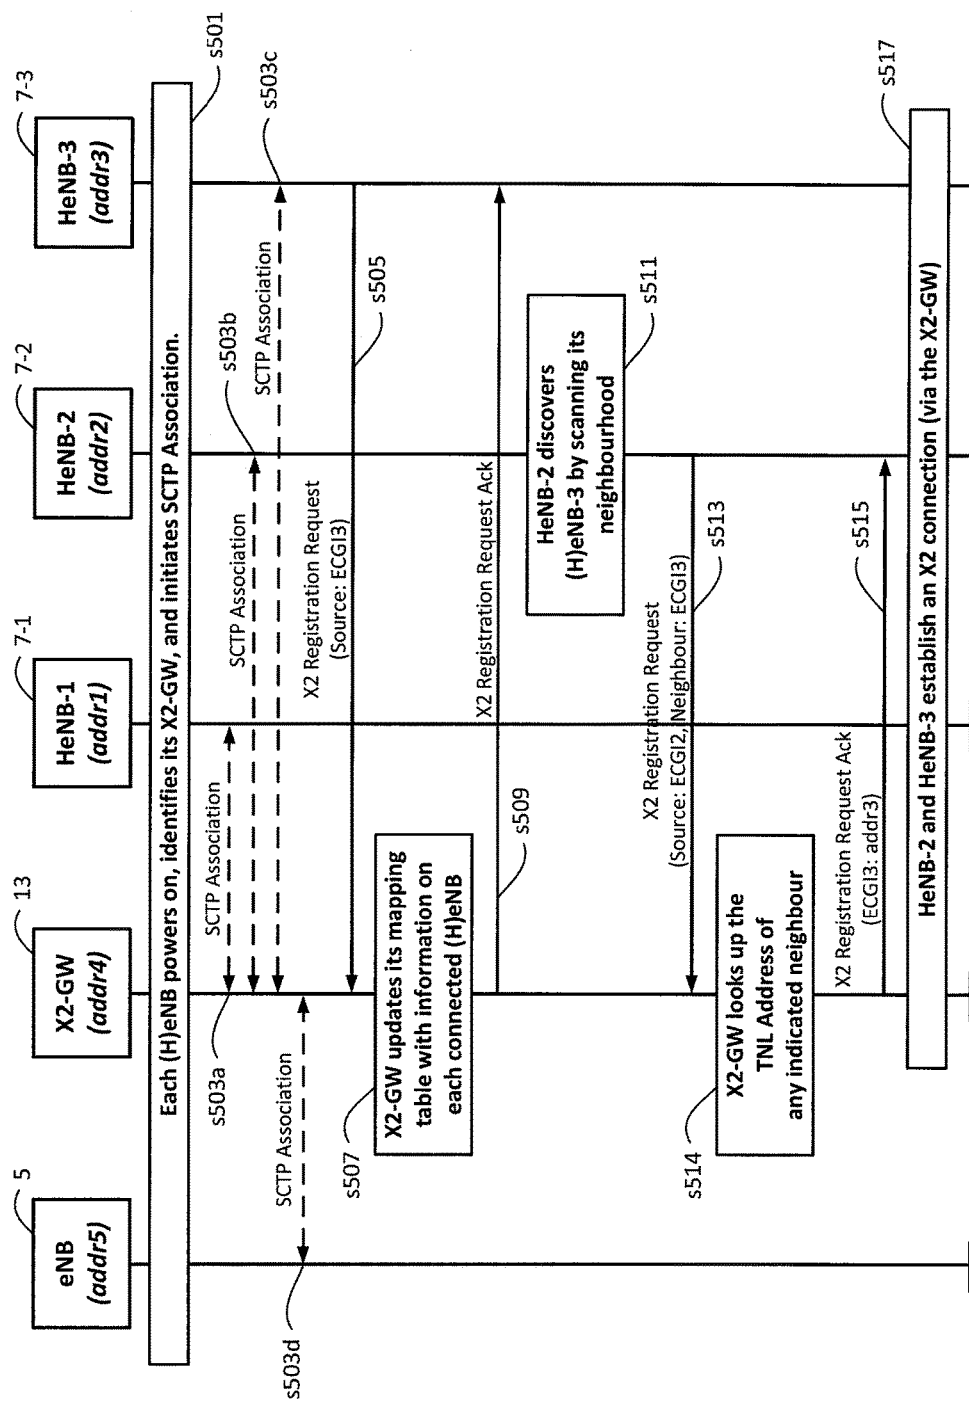 5
eNB
(addr5)
13
X2-GW
(addr4)
7-1
HeNB-1
(addr1)
7-2
HeNB-2
(addr2)
7-3
HeNB-3
(addr3)
Each (H)eNB powers on, identifies its X2-GW, and initiates SCTP Association.
s501
s503a
SCTP Association
SCTP Association
s503b
SCTP Association
s503c
s503d
SCTP Association
X2 Registration Request
(Source: ECGI3)
s505
s507
X2-GW updates its mapping
table with information on
each connected (H)eNB
X2 Registration Request Ack
s509
HeNB-2 discovers
(H)eNB-3 by scanning its
neighbourhood
s511
X2 Registration Request
(Source: ECGI2, Neighbour: ECGI3)
s513
s514
X2-GW looks up the
TNL Address of
any indicated neighbour
X2 Registration Request Ack
(ECGI3: addr3)
s515
HeNB-2 and HeNB-3 establish an X2 connection (via the X2-GW)
s517